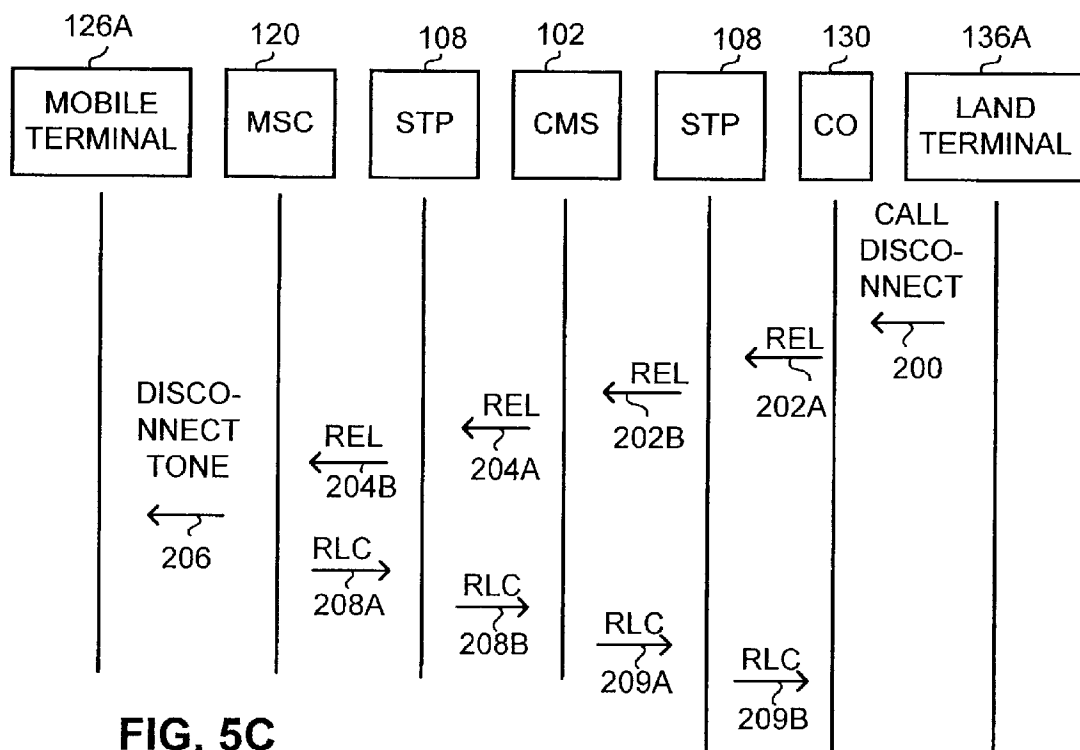 126A
120
108
102
108
130
136A
MOBILE
TERMINAL
MSC
STP
CMS
STP
CO
LAND
TERMINAL
CALL
DISCO-
NNECT
200
REL
202A
REL
202B
REL
204A
REL
204B
DISCO-
NNECT
TONE
206
RLC
208A
RLC
208B
RLC
209A
RLC
209B
FIG. 5C